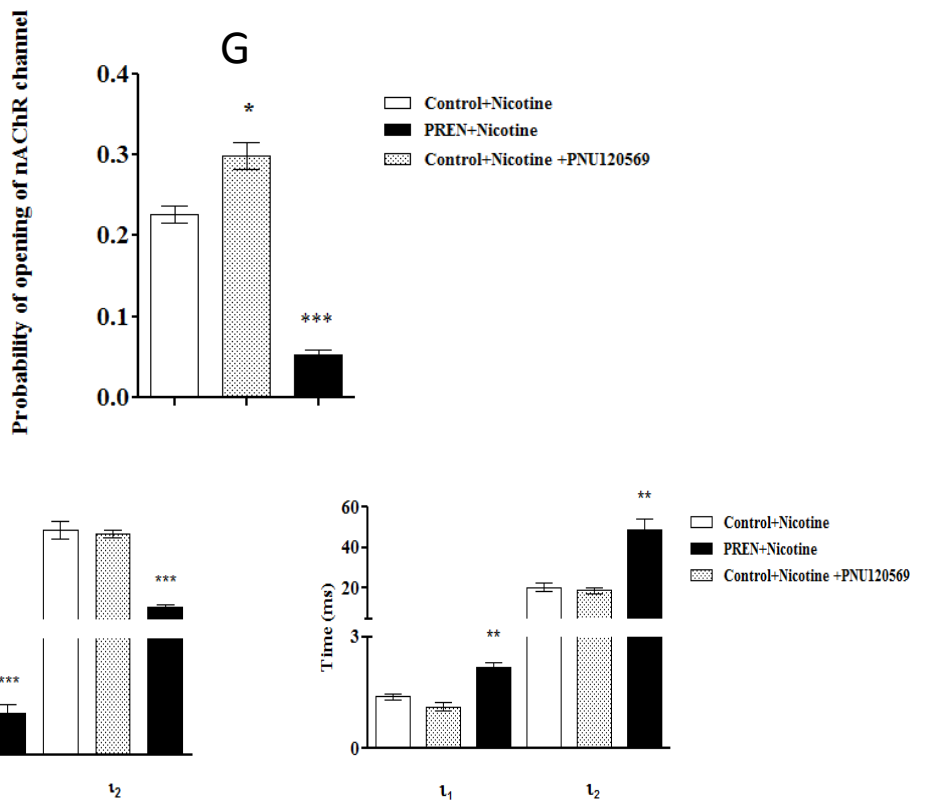 Probability of opening of nAChR channel
G
0.4
0.3
0.2
0.1
0.0
*
***
Control+Nicotine
PREN+Nicotine
Control+Nicotine +PNU120569
***
***
ι2
Time (ms)
60
40
20
3
0
**
**
ι1
ι2
Control+Nicotine
PREN+Nicotine
Control+Nicotine +PNU120569